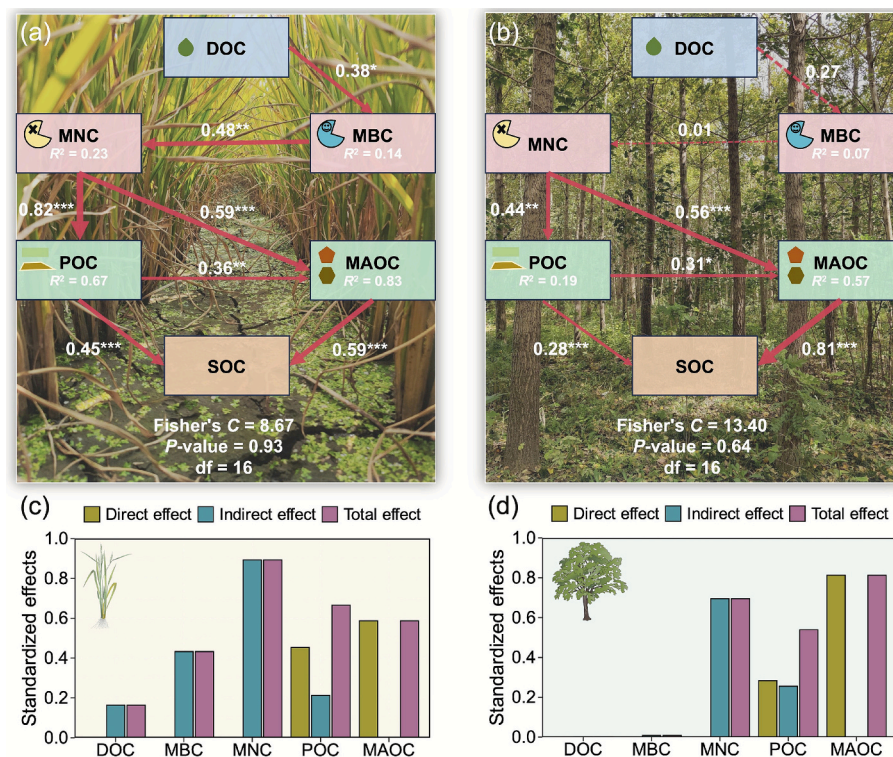 (a)
DOC
0.38*
MNC
R² = 0.23
0.48**
MBC
R² = 0.14
0.82***
0.59***
POC
R² = 0.67
0.36**
MAOC
R² = 0.83
0.45***
0.59***
SOC
Fisher's C = 8.67
P-value = 0.93
df = 16
(b)
DOC
0.27
MNC
0.01
MBC
R² = 0.07
0.44**
0.56***
POC
R² = 0.19
0.31*
MAOC
R² = 0.57
0.28***
0.81***
SOC
Fisher's C = 13.40
P-value = 0.64
df = 16
(c)
Direct effect Indirect effect Total effect
Standardized effects
1.0
0.8
0.6
0.4
0.2
0.0
DOC MBC MNC POC MAOC
(d)
Direct effect Indirect effect Total effect
Standardized effects
1.0
0.8
0.6
0.4
0.2
0.0
DOC MBC MNC POC MAOC